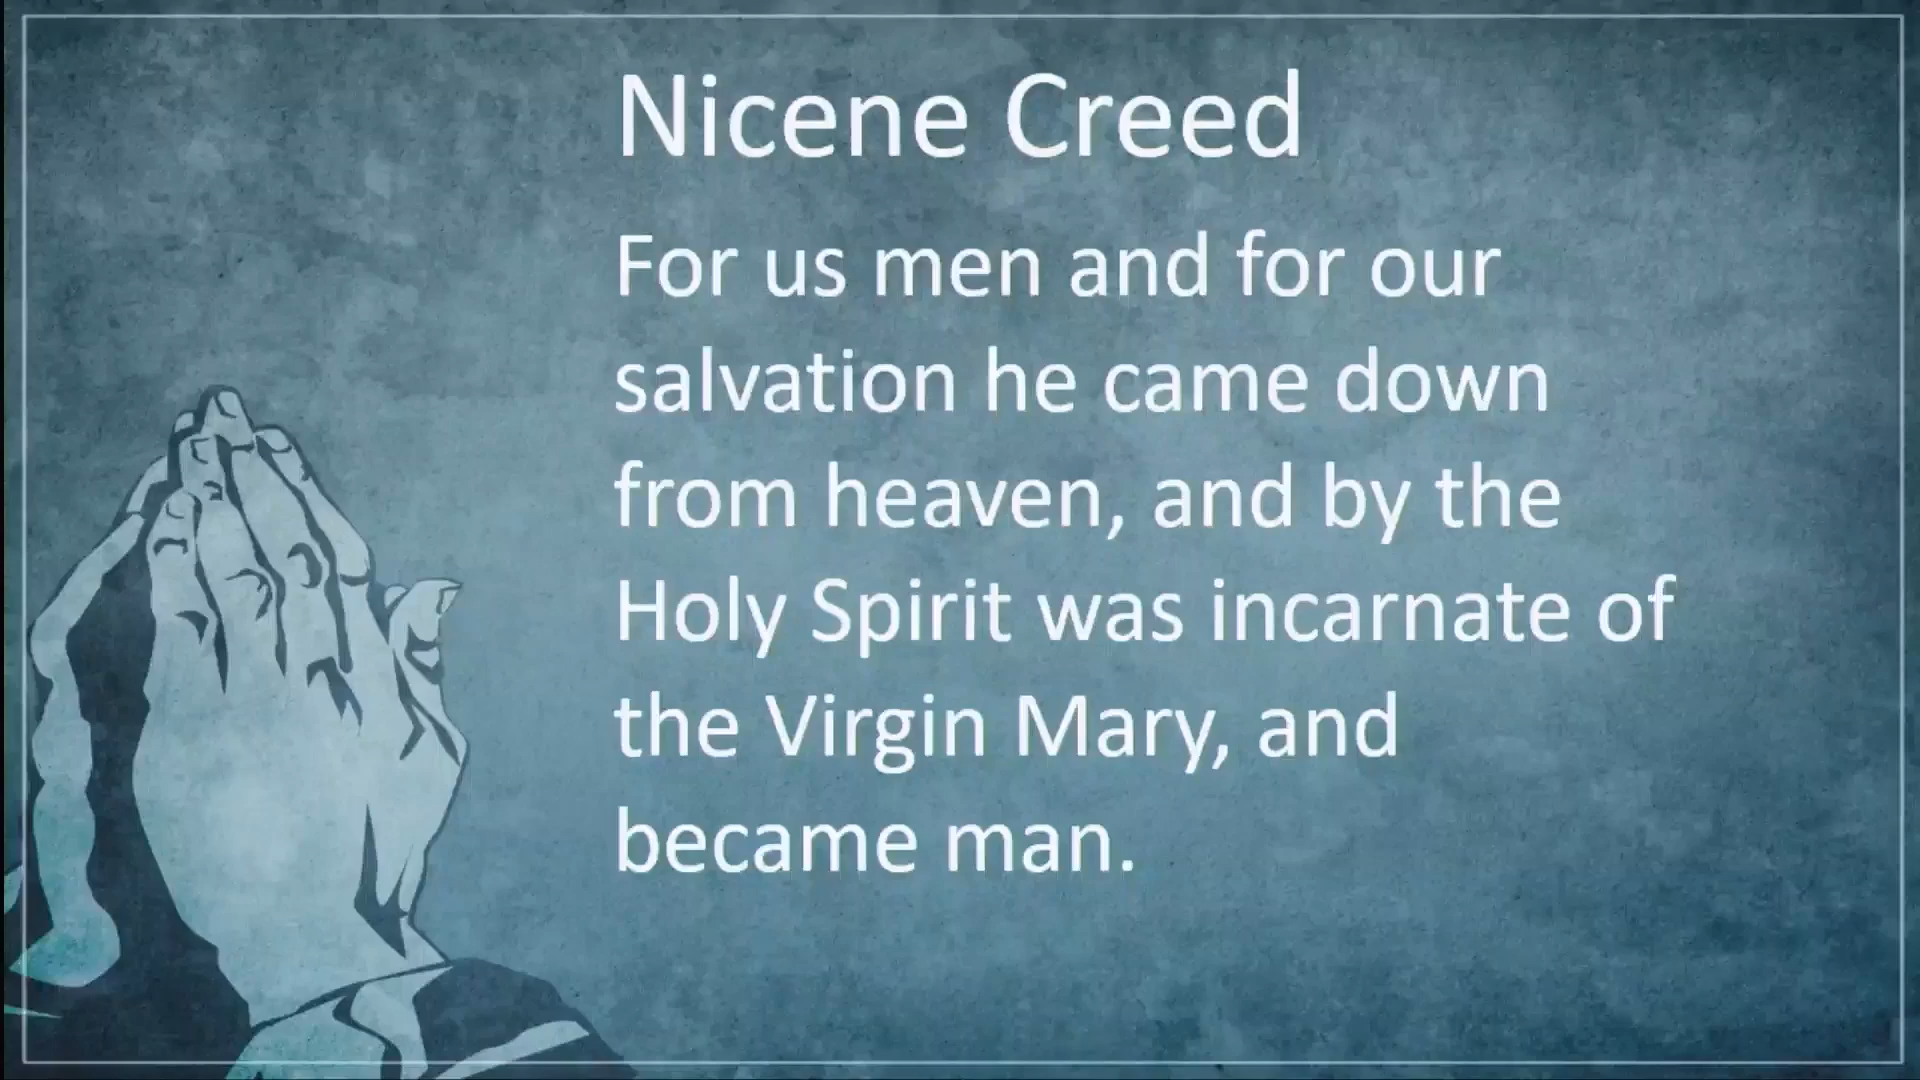 Nicene Creed
For us men and for our
salvation he came down
from heaven, and by the
Holy Spirit was incarnate of
the Virgin Mary, and
became man.